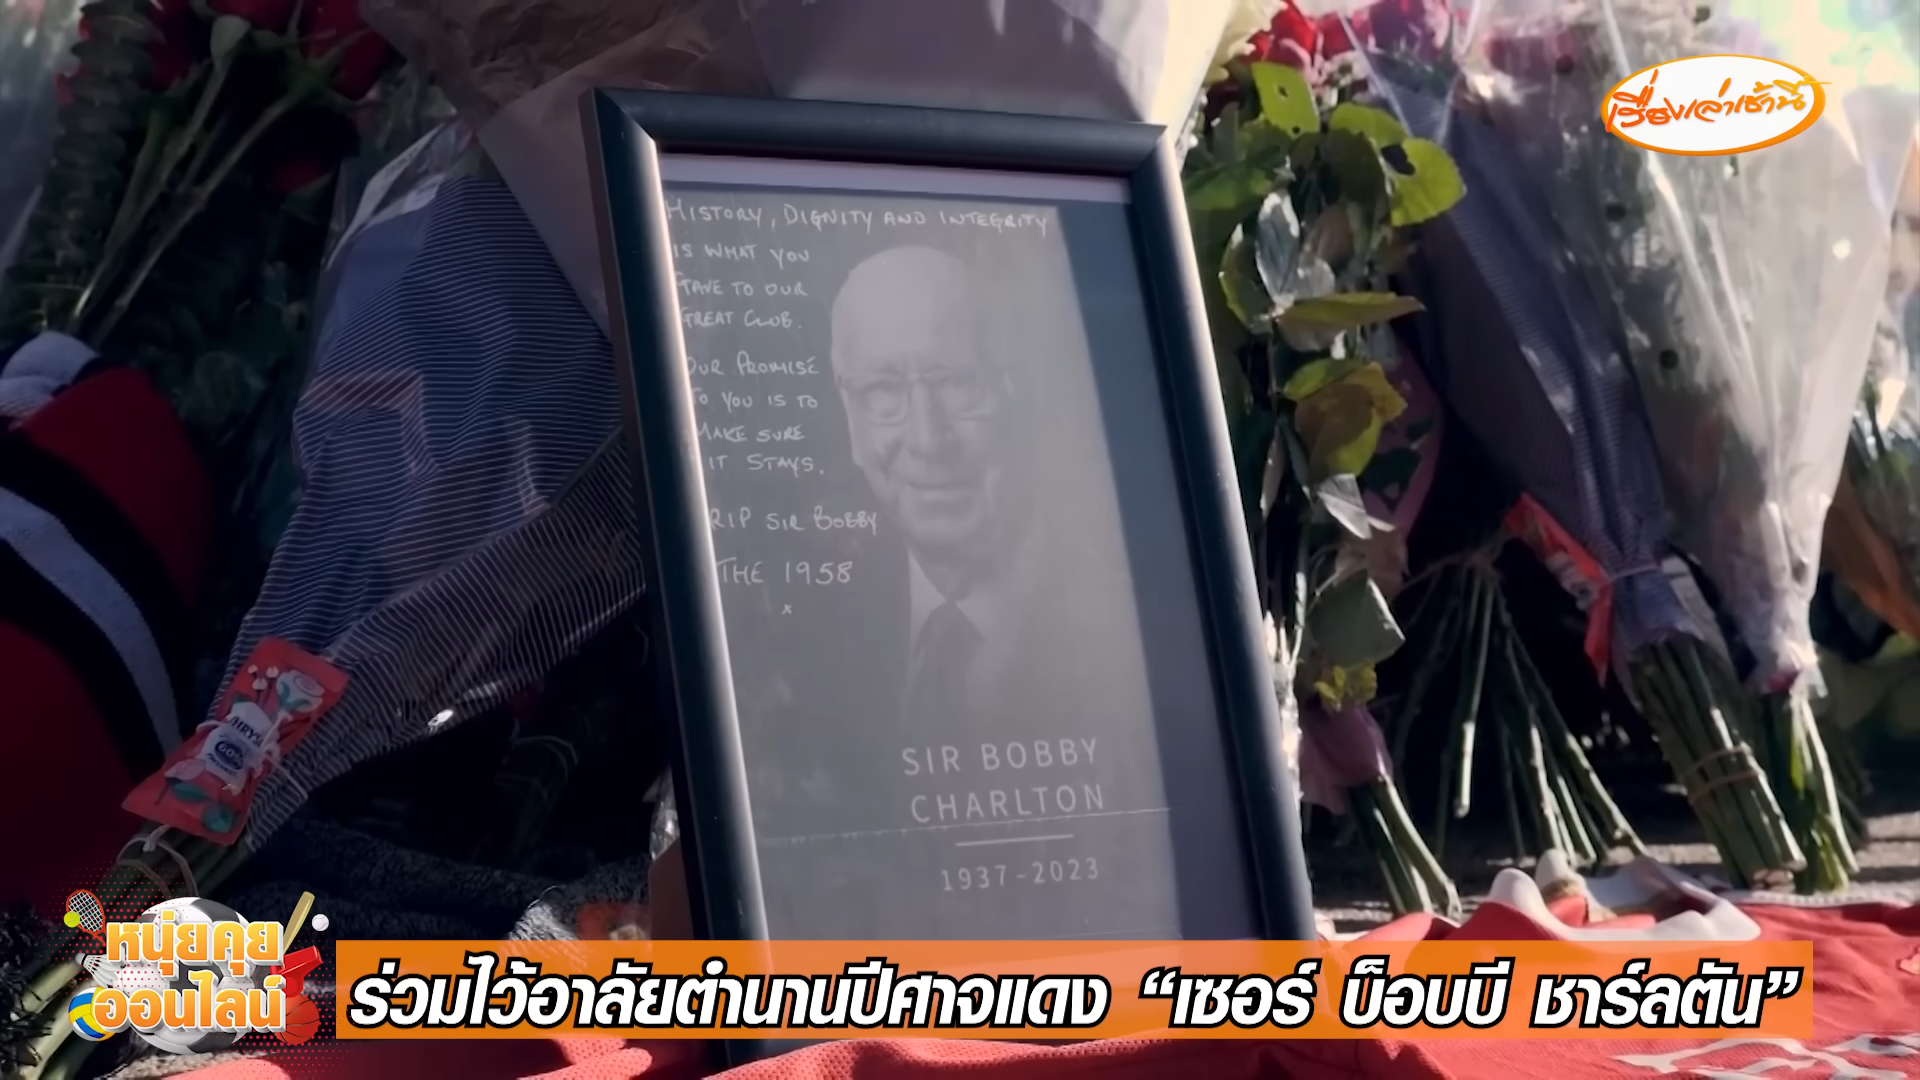 เรื่องเล่าเช้านี้
HISTORY, DIGNITY AND INTEGRITY
IS WHAT YOU
GAVE TO OUR
GREAT CLUB.
OUR PROMISE
TO YOU IS TO
MAKE SURE
IT STAYS.
RIP SIR BOBBY
THE 1958
x
SIR BOBBY
CHARLTON
1937-2023
หนุ่ยคุย
ออนไลน์
ร่วมไว้อาลัยตำนานปีศาจแดง “เซอร์ บ็อบบี ชาร์ลตัน”